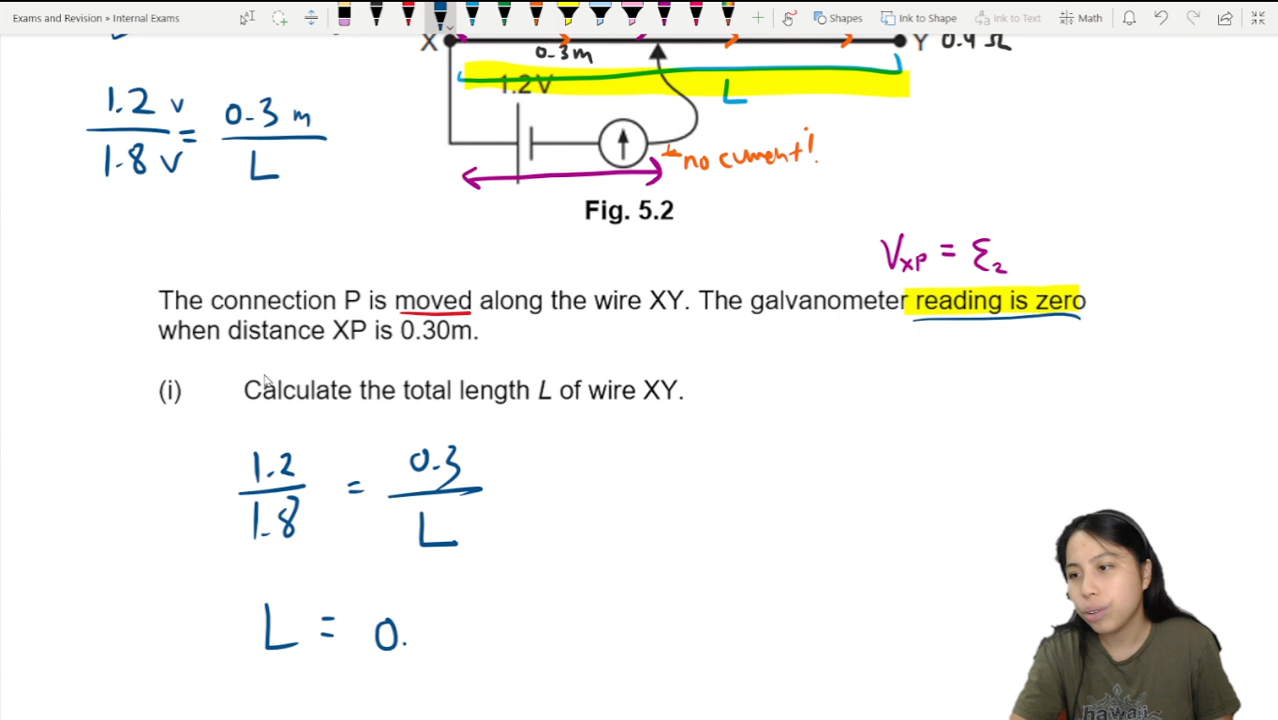 Exams and Revision » Internal Exams
Shapes Ink to Shape Ink to Text Math
X Y 0.4 Ω
0.3m
1.2V
L
1.2 v = 0.3 m
1.8 V L
no current!
Fig. 5.2
V_XP = ε_2
The connection P is moved along the wire XY. The galvanometer reading is zero
when distance XP is 0.30m.
(i) Calculate the total length L of wire XY.
1.2 = 0.3
1.8 L
L = 0.
hawaii